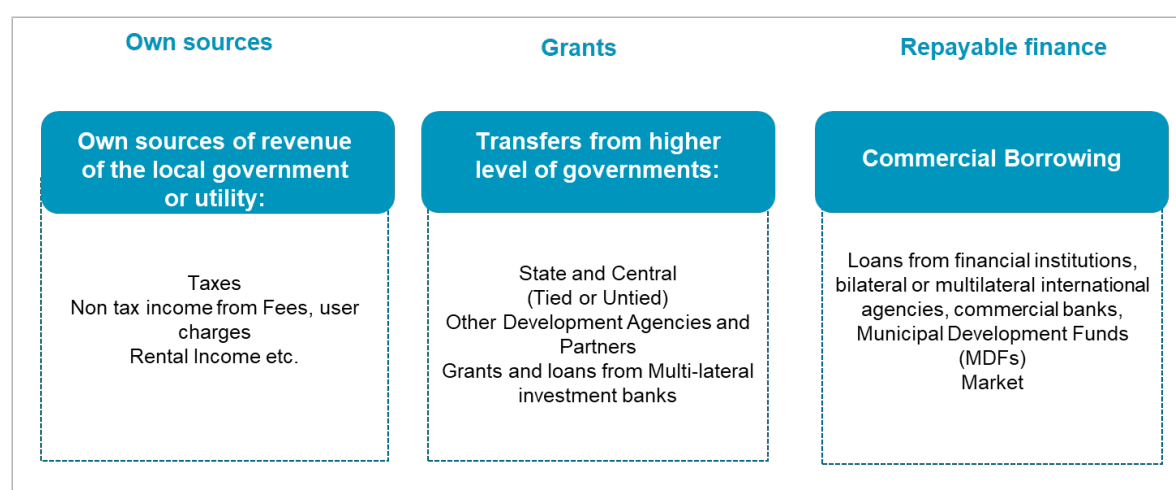 Own sources
Grants
Repayable finance
Own sources of revenue
of the local government
or utility:
Transfers from higher
level of governments:
Commercial Borrowing
Taxes
Non tax income from Fees, user
charges
Rental Income etc.
State and Central
(Tied or Untied)
Other Development Agencies and
Partners
Grants and loans from Multi-lateral
investment banks
Loans from financial institutions,
bilateral or multilateral international
agencies, commercial banks,
Municipal Development Funds
(MDFs)
Market